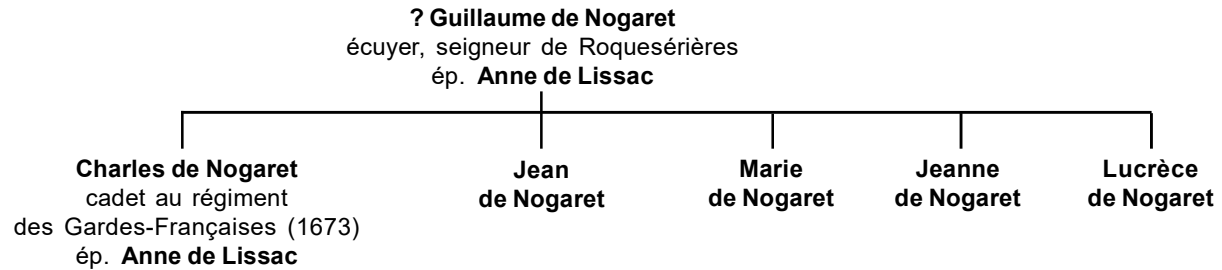 ? Guillaume de Nogaret
écuyer, seigneur de Roquesérières
ép. Anne de Lissac
Charles de Nogaret
cadet au régiment
des Gardes-Françaises (1673)
ép. Anne de Lissac
Jean
de Nogaret
Marie
de Nogaret
Jeanne
de Nogaret
Lucrèce
de Nogaret